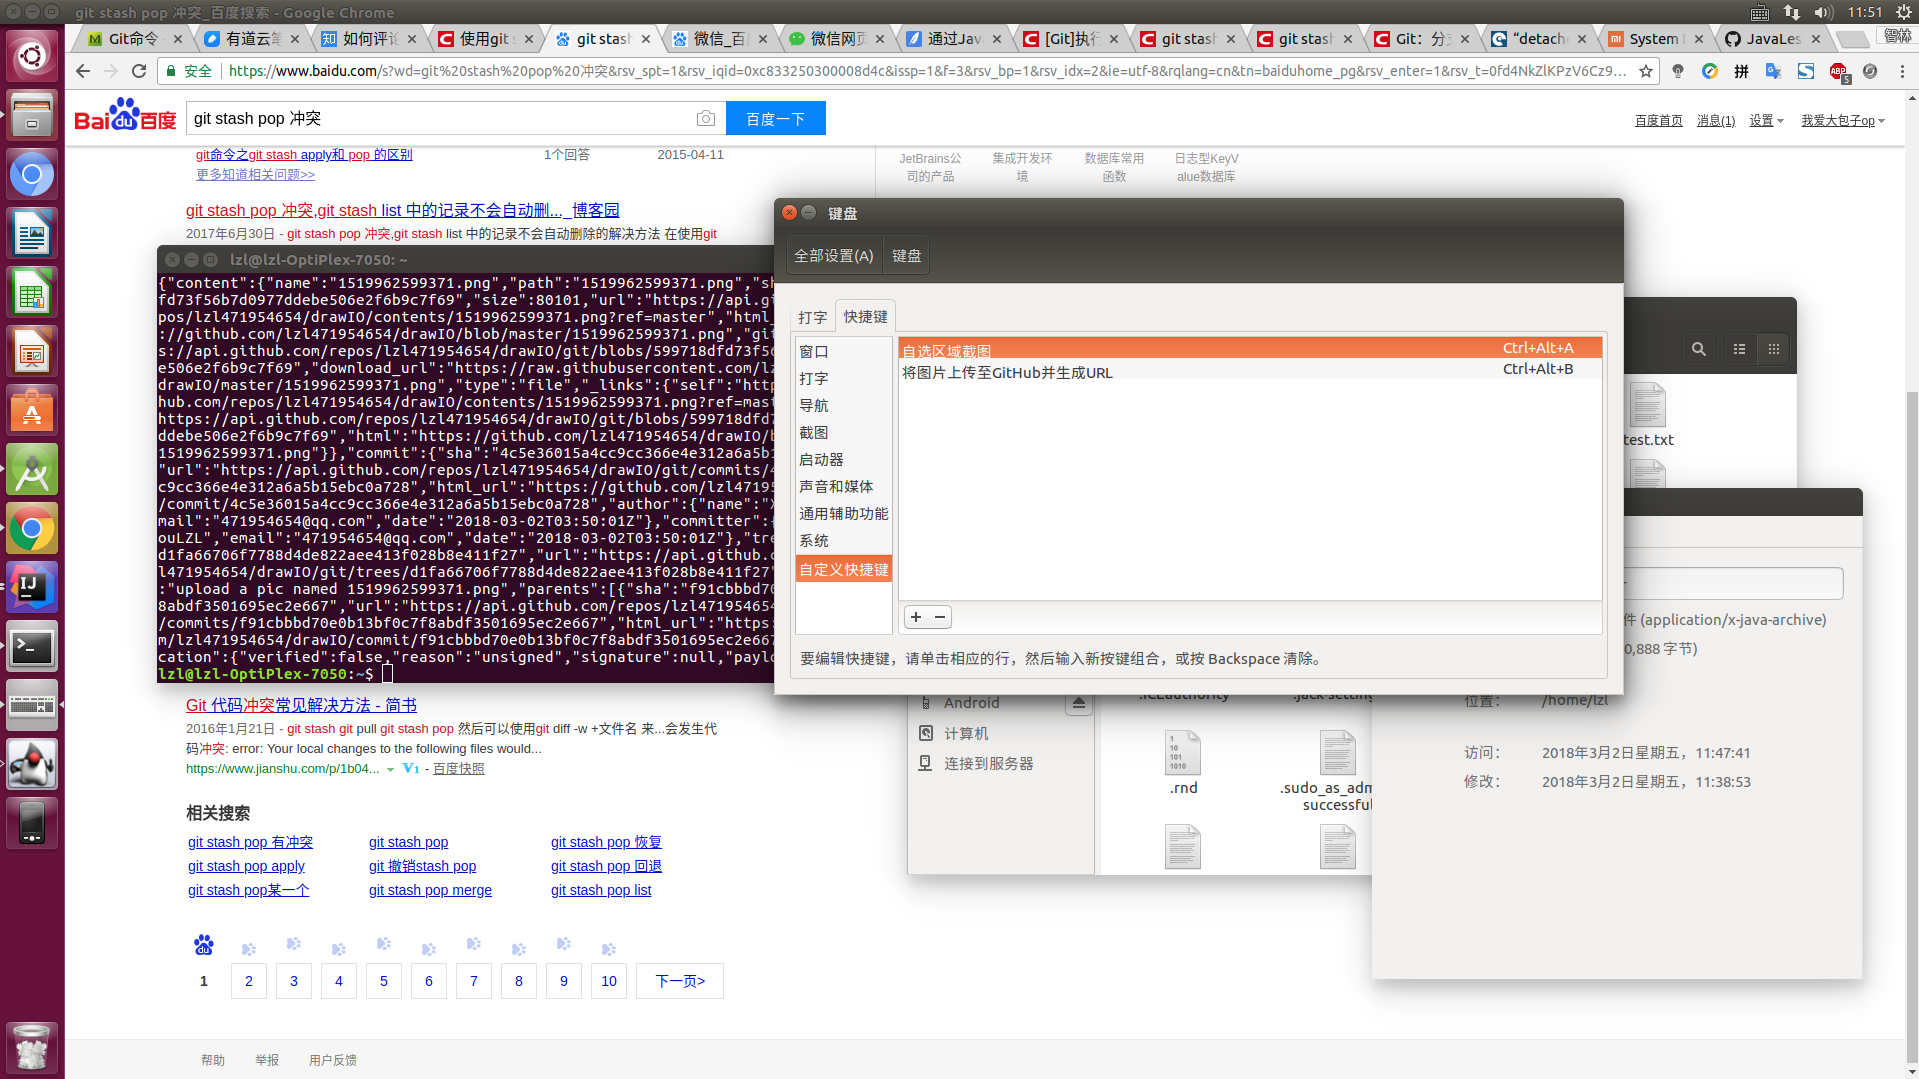 git stash pop 冲突_百度搜索 - Google Chrome
11:51
Git命令
有道云笔
如何评论
使用git s
git stash
微信_百
微信网页
通过Jav
[Git]执行
git stash
git stash
Git：分支
“detache
System
JavaLes
智林
安全
https://www.baidu.com/s?wd=git%20stash%20pop%20冲突&rsv_spt=1&rsv_iqid=0xc833250300008d4c&issp=1&f=3&rsv_bp=1&rsv_idx=2&ie=utf-8&rqlang=cn&tn=baiduhome_pg&rsv_enter=1&rsv_t=0fd4NkZlKPzV6Cz9...
拼
ABP
5
Bai du 百度
git stash pop 冲突
百度一下
百度首页
消息(1)
设置
我爱大包子op
git命令之git stash apply和 pop 的区别
1个回答
2015-04-11
更多知道相关问题>>
JetBrains公司的产品
集成开发环境
数据库常用函数
日志型KeyValue数据库
git stash pop 冲突,git stash list 中的记录不会自动删..._博客园
2017年6月30日 - git stash pop 冲突,git stash list 中的记录不会自动删除的解决方法 在使用git
lzl@lzl-OptiPlex-7050: ~
{"content":{"name":"1519962599371.png","path":"1519962599371.png","sh
fd73f56b7d0977ddebe506e2f6b9c7f69","size":80101,"url":"https://api.gi
pos/lzl471954654/drawIO/contents/1519962599371.png?ref=master","html_
://github.com/lzl471954654/drawIO/blob/master/1519962599371.png","git
s://api.github.com/repos/lzl471954654/drawIO/git/blobs/599718dfd73f56
e506e2f6b9c7f69","download_url":"https://raw.githubusercontent.com/lz
drawIO/master/1519962599371.png","type":"file","_links":{"self":"http
hub.com/repos/lzl471954654/drawIO/contents/1519962599371.png?ref=mast
https://api.github.com/repos/lzl471954654/drawIO/git/blobs/599718dfd7
ddebe506e2f6b9c7f69","html":"https://github.com/lzl471954654/drawIO/b
1519962599371.png"}},"commit":{"sha":"4c5e36015a4cc9cc366e4e312a6a5b1
"url":"https://api.github.com/repos/lzl471954654/drawIO/git/commits/4
c9cc366e4e312a6a5b15ebc0a728","html_url":"https://github.com/lzl47195
/commit/4c5e36015a4cc9cc366e4e312a6a5b15ebc0a728","author":{"name":"X
mail":"471954654@qq.com","date":"2018-03-02T03:50:01Z"},"committer":{
ouLZL","email":"471954654@qq.com","date":"2018-03-02T03:50:01Z"},"tre
d1fa66706f7788d4de822aee413f028b8e411f27","url":"https://api.github.c
l471954654/drawIO/git/trees/d1fa66706f7788d4de822aee413f028b8e411f27"
:"upload a pic named 1519962599371.png","parents":[{"sha":"f91cbbbd70
8abdf3501695ec2e667","url":"https://api.github.com/repos/lzl471954654
/commits/f91cbbbd70e0b13bf0c7f8abdf3501695ec2e667","html_url":"https:
m/lzl471954654/drawIO/commit/f91cbbbd70e0b13bf0c7f8abdf3501695ec2e667
cation":{"verified":false,"reason":"unsigned","signature":null,"paylo
lzl@lzl-OptiPlex-7050:~$
键盘
全部设置(A)
键盘
打字
快捷键
窗口
打字
导航
截图
启动器
声音和媒体
通用辅助功能
系统
自定义快捷键
自选区域截图 Ctrl+Alt+A
将图片上传至GitHub并生成URL Ctrl+Alt+B
要编辑快捷键，请单击相应的行，然后输入新按键组合，或按 Backspace 清除。
test.txt
件 (application/x-java-archive)
0,888 字节)
位置： /home/lzl
访问： 2018年3月2日星期五，11:47:41
修改： 2018年3月2日星期五，11:38:53
Android
计算机
连接到服务器
.ICEauthority
.jack-setting
.rnd
.sudo_as_adm
successful
Git 代码冲突常见解决方法 - 简书
2016年1月21日 - git stash git pull git stash pop 然后可以使用git diff -w +文件名 来...会发生代
码冲突: error: Your local changes to the following files would...
https://www.jianshu.com/p/1b04... V1 - 百度快照
相关搜索
git stash pop 有冲突
git stash pop
git stash pop 恢复
git stash pop apply
git 撤销stash pop
git stash pop 回退
git stash pop某一个
git stash pop merge
git stash pop list
1 2 3 4 5 6 7 8 9 10 下一页>
帮助 举报 用户反馈